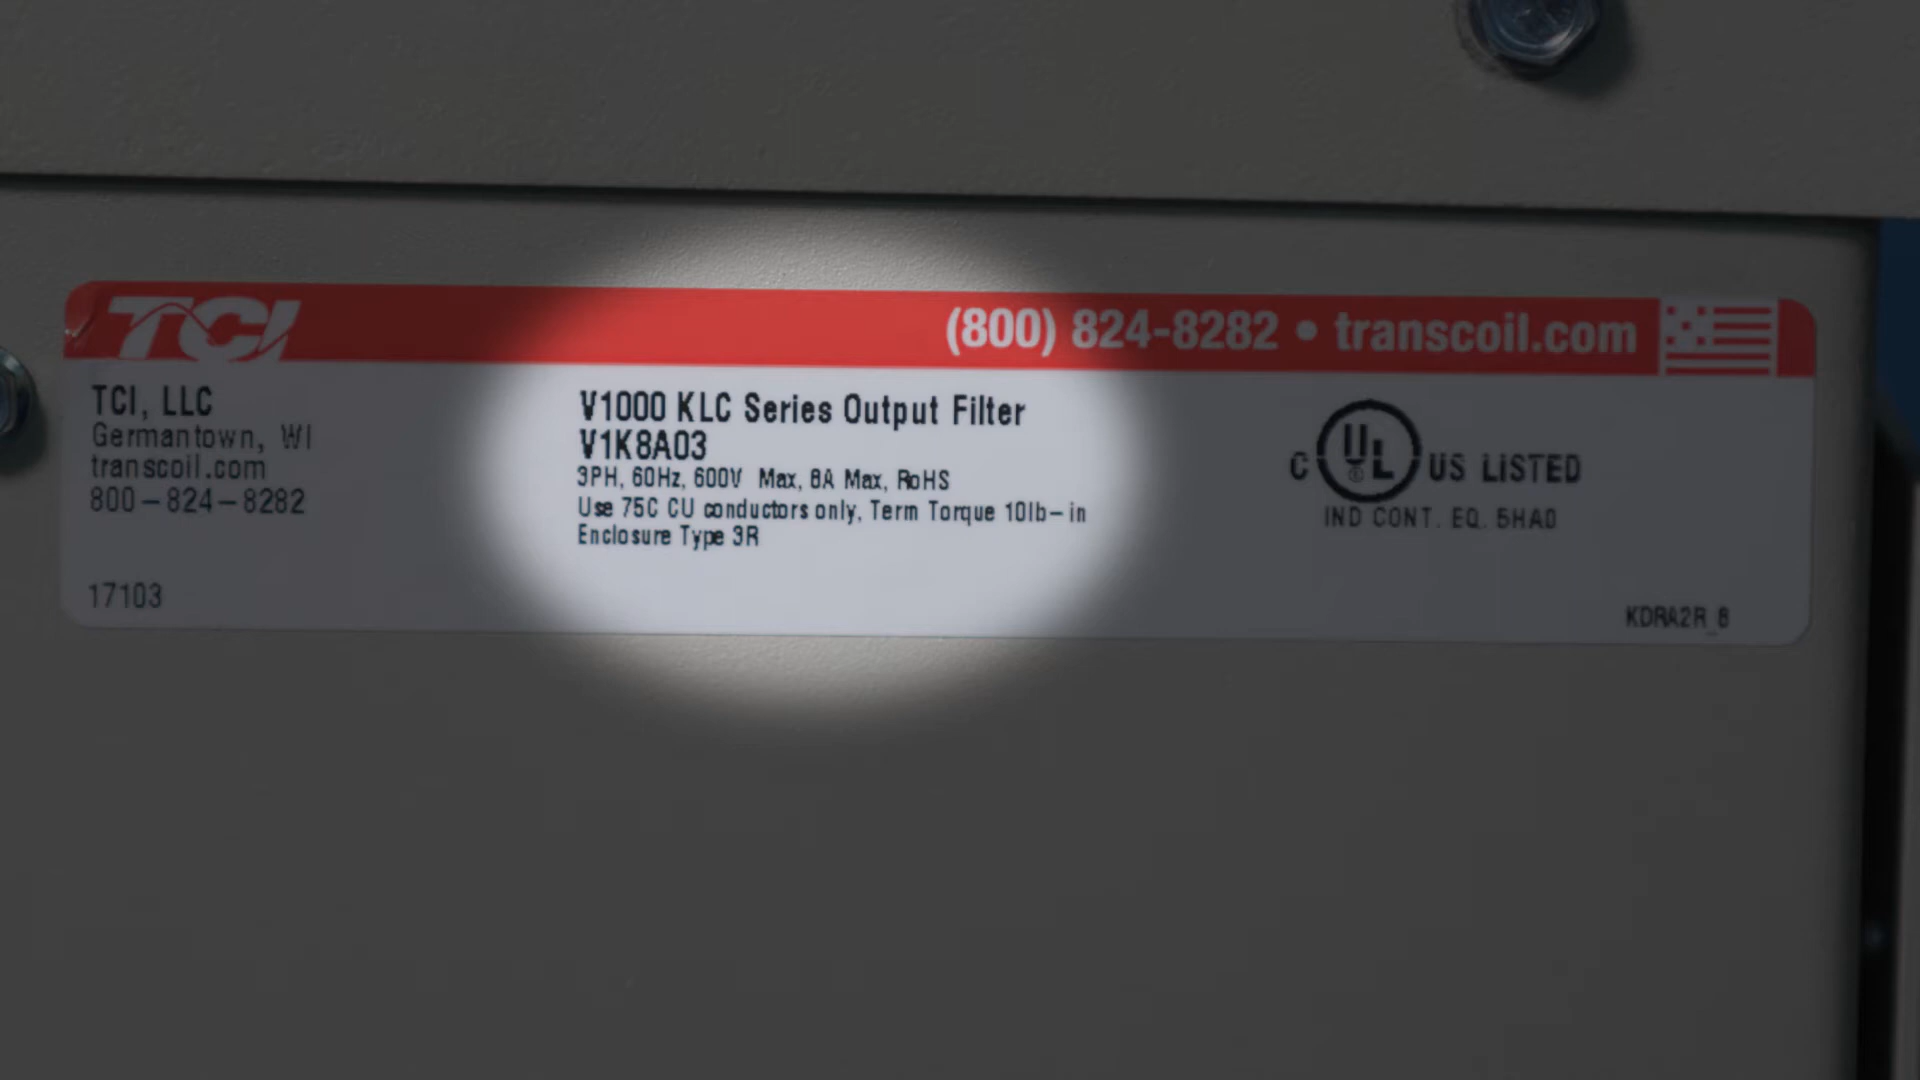 TCI (800) 824-8282 • transcoil.com
TCI, LLC
Germantown, WI
transcoil.com
800-824-8282
17103
V1000 KLC Series Output Filter
V1K8A03
3PH, 60Hz, 600V Max, 8A Max, RoHS
Use 75C CU conductors only, Term Torque 10lb-in
Enclosure Type 3R
C UL US LISTED
IND CONT. EQ. 5HA0
KDRA2R_6